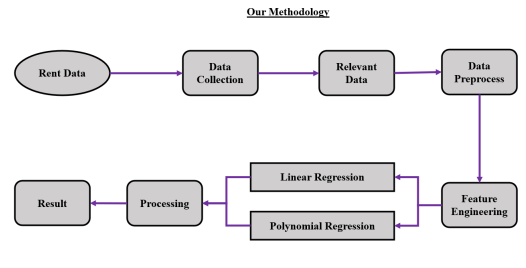 Our Methodology
Rent Data
Data
Collection
Relevant
Data
Data
Preprocess
Feature
Engineering
Linear Regression
Polynomial Regression
Processing
Result